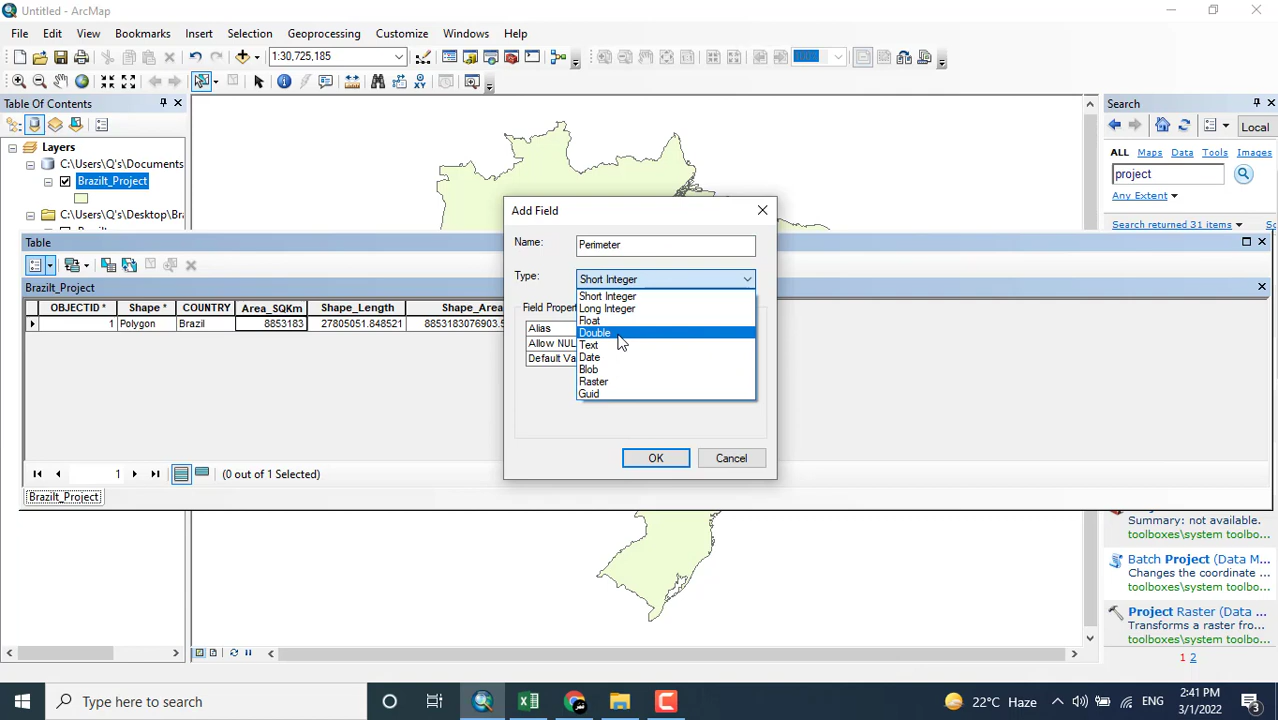 Untitled - ArcMap
File Edit View Bookmarks Insert Selection Geoprocessing Customize Windows Help
1:30,725,185
Table Of Contents
Layers
C:\Users\Q's\Documents
Brazilt_Project
C:\Users\Q's\Desktop\Bra
Search
Local
ALL Maps Data Tools Images
project
Any Extent
Search returned 31 items
Table
Brazilt_Project
OBJECTID * Shape * COUNTRY Area_SQKm Shape_Length Shape_Area
1 Polygon Brazil 8853183 27805051.848521 8853183076903.5
1 (0 out of 1 Selected)
Brazilt_Project
Add Field
Name: Perimeter
Type: Short Integer
Short Integer
Long Integer
Float
Double
Text
Date
Blob
Raster
Guid
Field Properties
Alias
Allow NUL
Default Va
OK Cancel
Summary: not available.
toolboxes\system toolbo...
Batch Project (Data M...
Changes the coordinate ...
toolboxes\system toolbo...
Project Raster (Data ...
Transforms a raster fro...
toolboxes\system toolbo...
1 2
Type here to search
22°C Haze
ENG
2:41 PM
3/1/2022
3